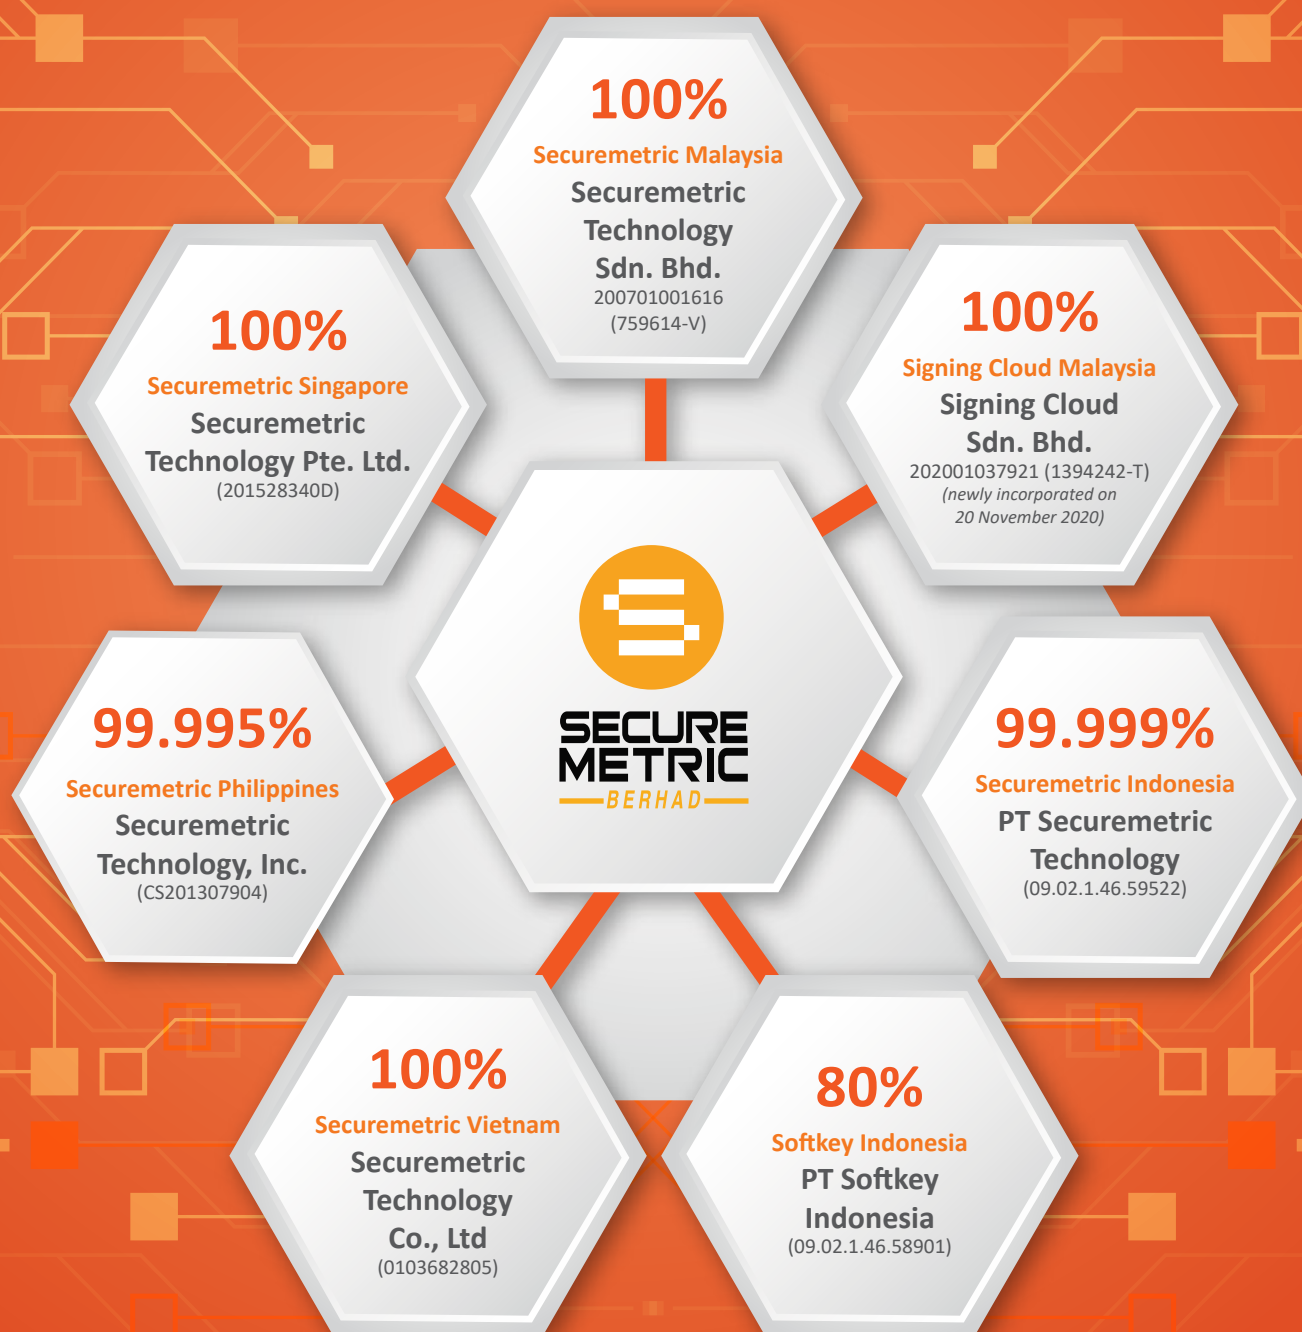 100%
Securemetric Malaysia
Securemetric
Technology
Sdn. Bhd.
200701001616
(759614-V)
100%
Securemetric Singapore
Securemetric
Technology Pte. Ltd.
(201528340D)
100%
Signing Cloud Malaysia
Signing Cloud
Sdn. Bhd.
202001037921 (1394242-T)
(newly incorporated on
20 November 2020)
SECURE
METRIC
BERHAD
99.995%
Securemetric Philippines
Securemetric
Technology, Inc.
(CS201307904)
99.999%
Securemetric Indonesia
PT Securemetric
Technology
(09.02.1.46.59522)
100%
Securemetric Vietnam
Securemetric
Technology
Co., Ltd
(0103682805)
80%
Softkey Indonesia
PT Softkey
Indonesia
(09.02.1.46.58901)